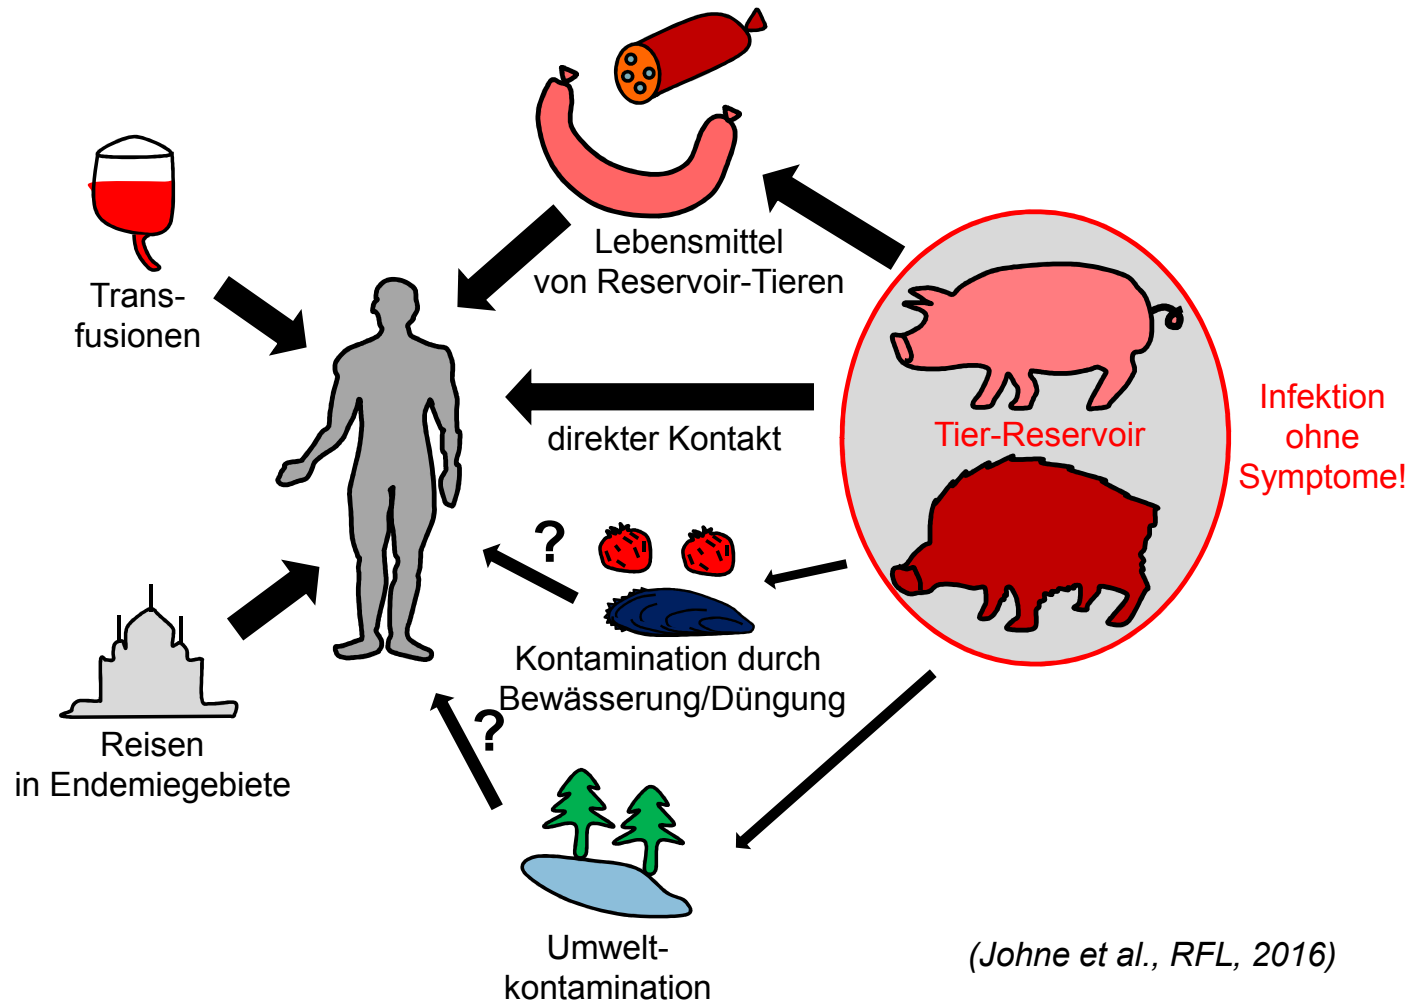 Lebensmittel
von Reservoir-Tieren
Trans-
fusionen
direkter Kontakt
Tier-Reservoir
Infektion
ohne
Symptome!
?
Kontamination durch
Bewässerung/Düngung
?
Reisen
in Endemiegebiete
Umwelt-
kontamination
(Johne et al., RFL, 2016)